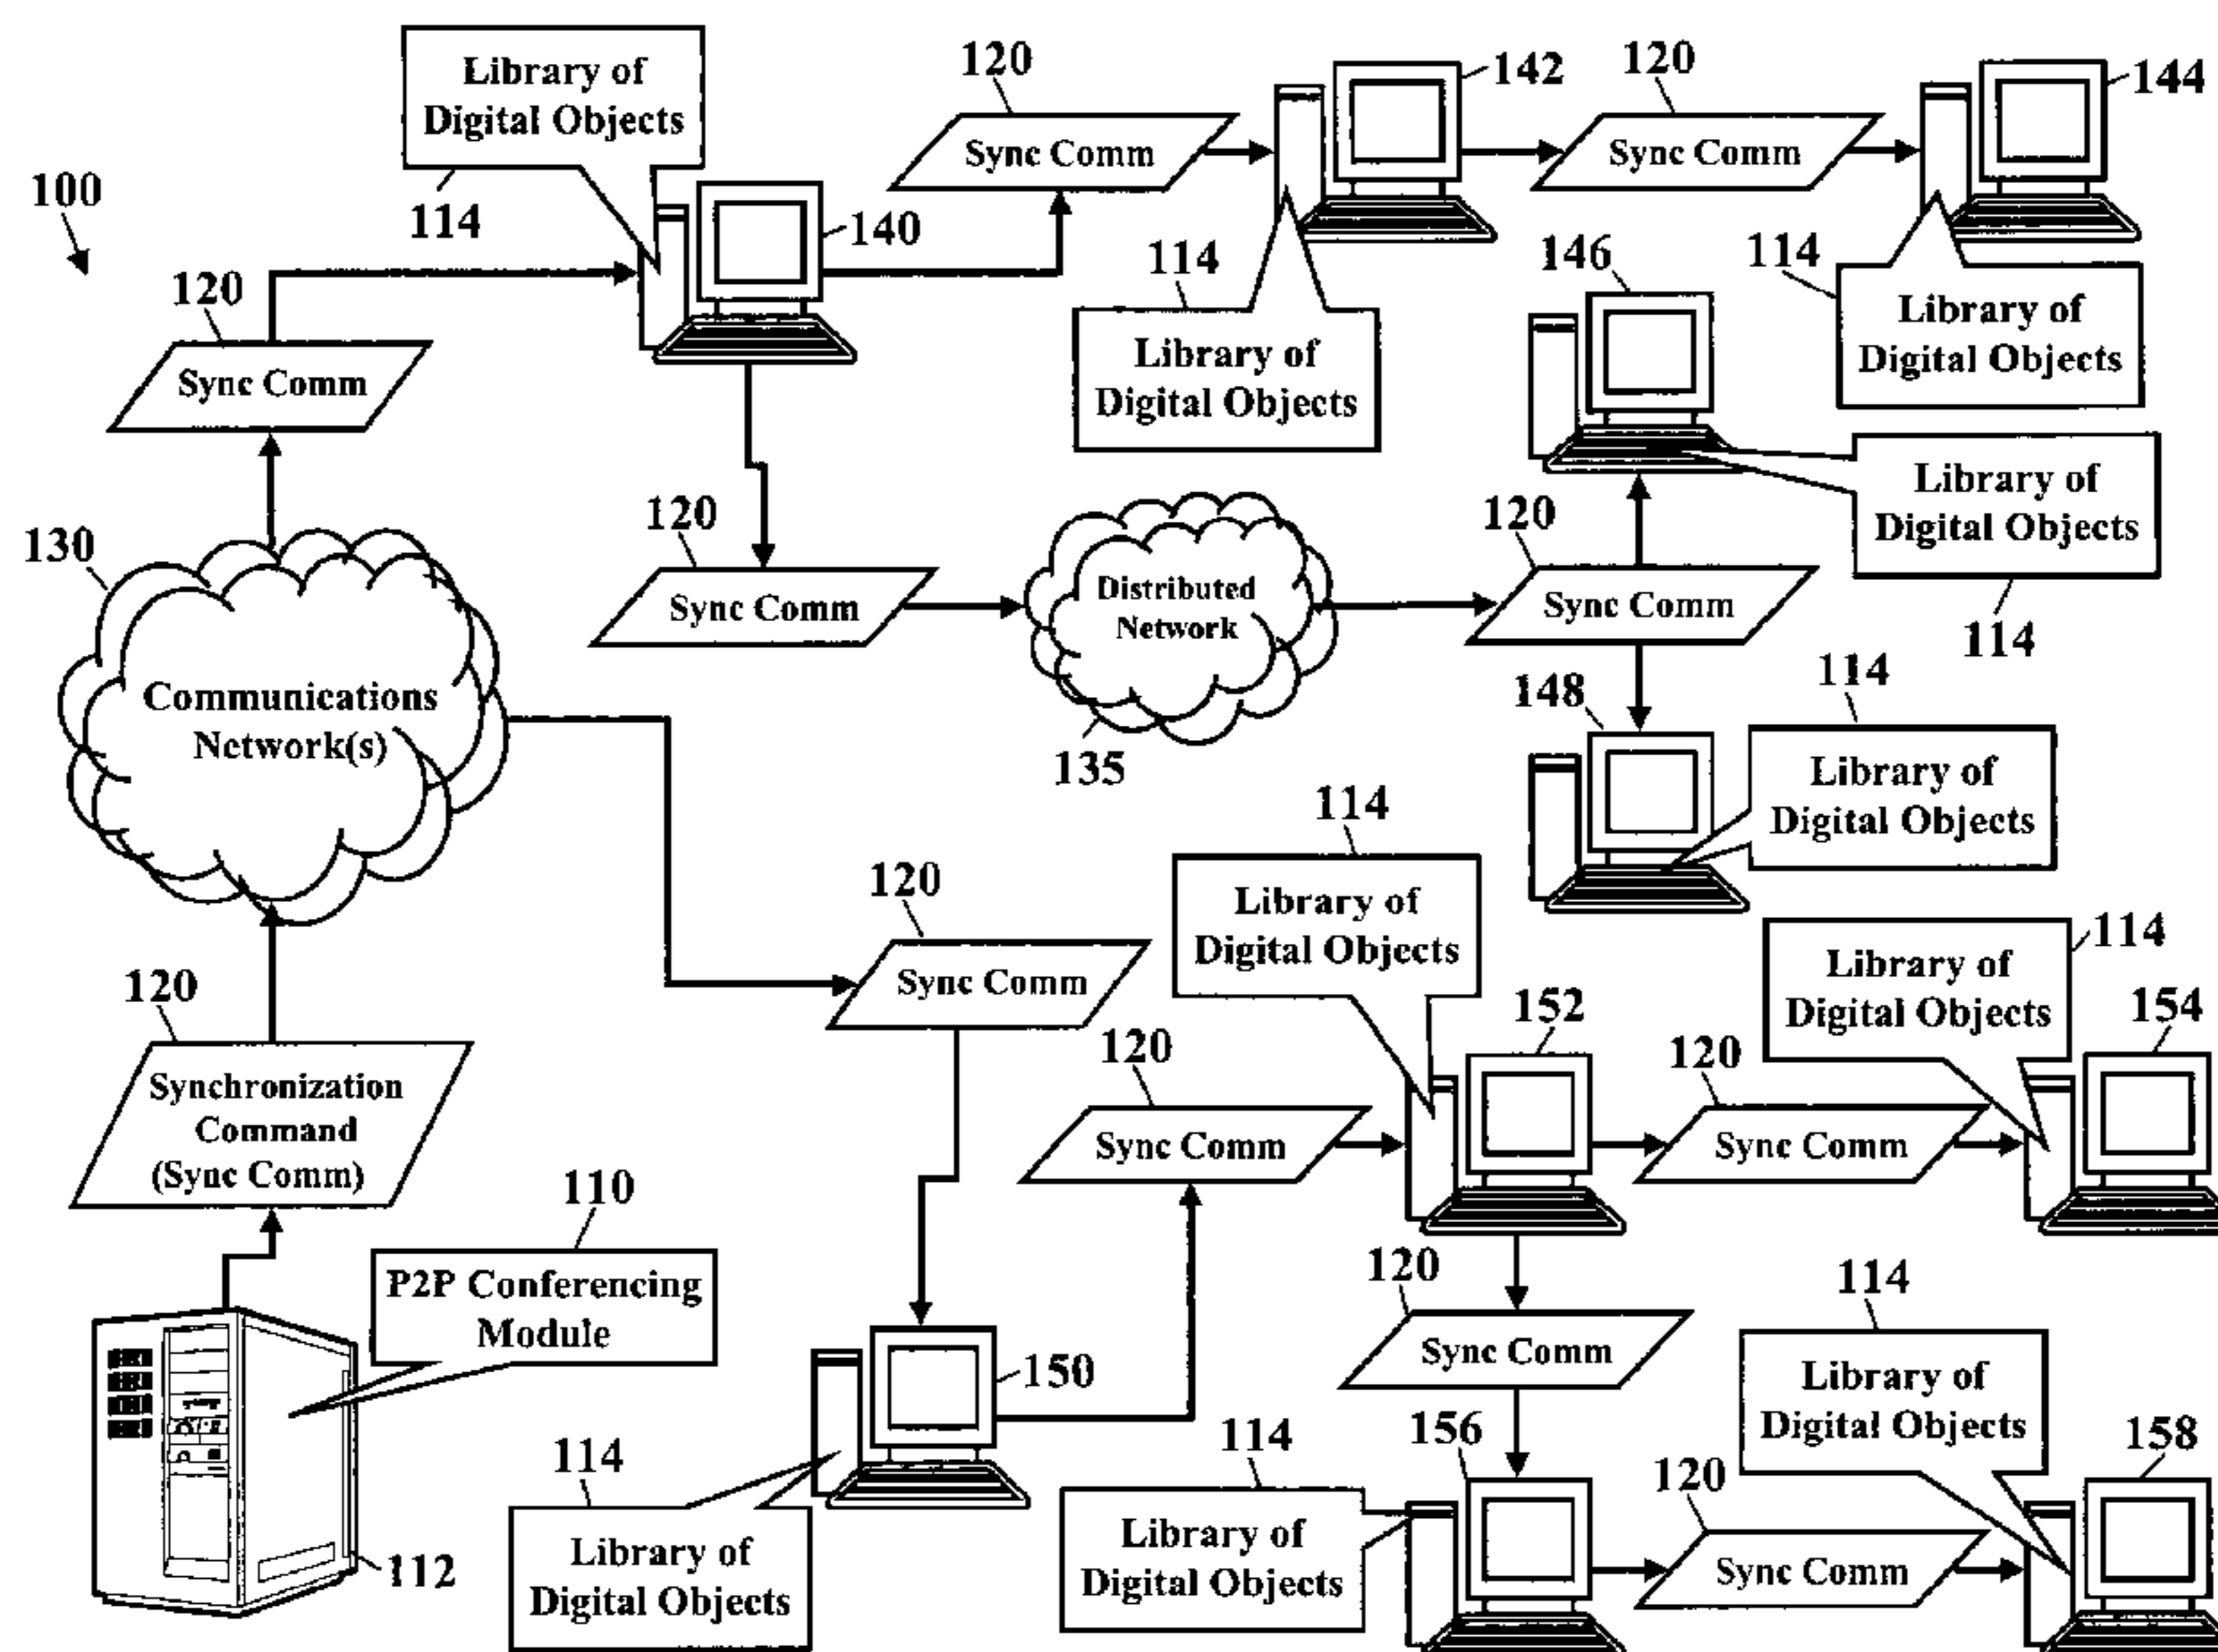 100
Library of
Digital Objects
114
120
Sync Comm
140
120
Sync Comm
142
114
Library of
Digital Objects
120
Sync Comm
144
114
Library of
Digital Objects
146
Library of
Digital Objects
114
130
Communications
Network(s)
120
Sync Comm
Distributed
Network
135
120
Sync Comm
148
114
Library of
Digital Objects
120
Sync Comm
114
Library of
Digital Objects
152
120
Sync Comm
120
Sync Comm
114
Library of
Digital Objects
154
120
Synchronization
Command
(Sync Comm)
110
P2P Conferencing
Module
112
150
114
Library of
Digital Objects
120
Sync Comm
114
Library of
Digital Objects
156
120
Sync Comm
114
Library of
Digital Objects
158